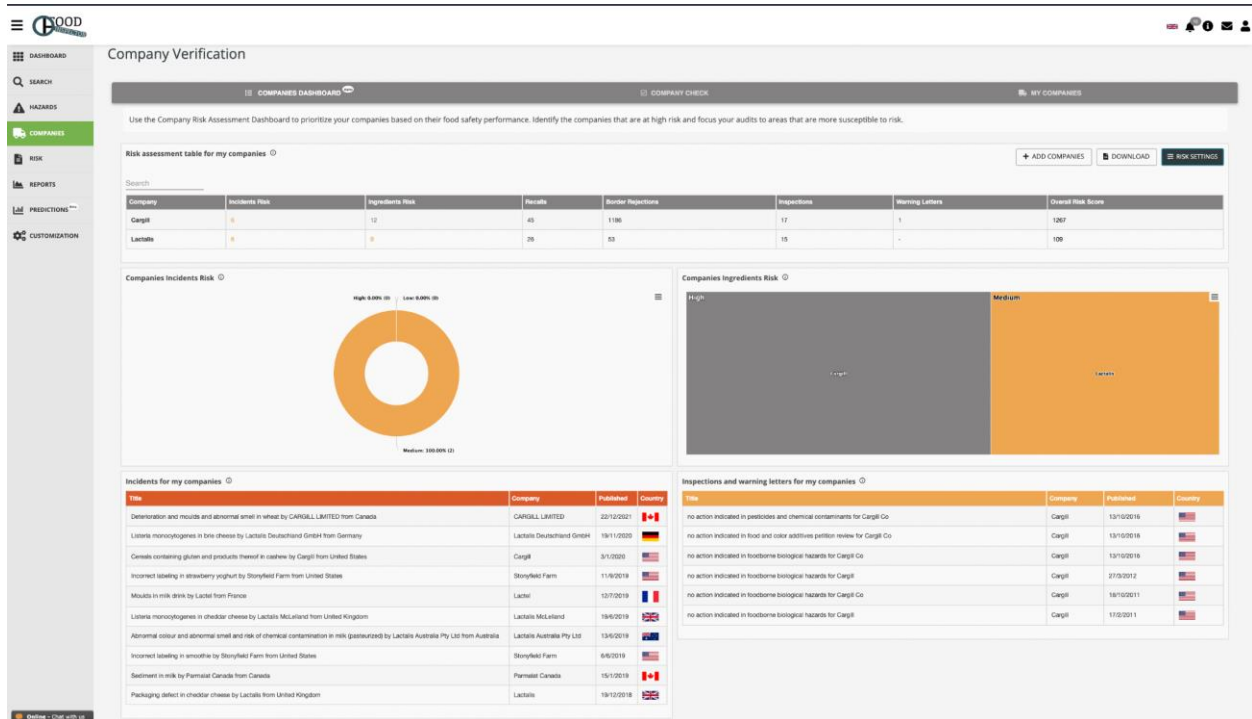 FOOD
DASHBOARD
SEARCH
HAZARDS
COMPANIES
RISK
REPORTS
PREDICTIONS
CUSTOMIZATION
Online - Chat with us
Company Verification
COMPANIES DASHBOARD
COMPANY CHECK
MY COMPANIES
Use the Company Risk Assessment Dashboard to prioritize your companies based on their food safety performance. Identify the companies that are at high risk and focus your audits to areas that are more susceptible to risk.
Risk assessment table for my companies
+ ADD COMPANIES DOWNLOAD RISK SETTINGS
Search
Company Incidents Risk Ingredients Risk Recalls Border Rejections Inspections Warning Letters Overall Risk Score
Cargill 12 45 1186 17 1 1267
Lactalis 53 15 - 109
Companies Incidents Risk
High: 0.00% (0) Low: 0.00% (0)
Medium: 100.00% (2)
Companies Ingredients Risk
High Medium
Cargill Lactalis
Incidents for my companies
Title Company Published Country
Deterioration and moulds and abnormal smell in wheat by CARGILL LIMITED from Canada CARGILL LIMITED 22/12/2021
Listeria monocytogenes in brie cheese by Lactalis Deutschland GmbH from Germany Lactalis Deutschland GmbH 19/11/2020
Cereals containing gluten and products thereof in cashew by Cargill from United States Cargill 3/1/2020
Incorrect labeling in strawberry yoghurt by Stonyfield Farm from United States Stonyfield Farm 11/9/2019
Moulds in milk drink by Lactel from France Lactel 12/7/2019
Listeria monocytogenes in cheddar cheese by Lactalis McLelland from United Kingdom Lactalis McLelland 19/6/2019
Abnormal colour and abnormal smell and risk of chemical contamination in milk (pasteurized) by Lactalis Australia Pty Ltd from Australia Lactalis Australia Pty Ltd 13/6/2019
Incorrect labeling in smoothie by Stonyfield Farm from United States Stonyfield Farm 6/6/2019
Sediment in milk by Parmalat Canada from Canada Parmalat Canada 15/1/2019
Packaging defect in cheddar cheese by Lactalis from United Kingdom Lactalis 19/12/2018
Inspections and warning letters for my companies
Title Company Published Country
no action indicated in pesticides and chemical contaminants for Cargill Co Cargill 13/10/2016
no action indicated in food and color additives petition review for Cargill Co Cargill 13/10/2016
no action indicated in foodborne biological hazards for Cargill Co Cargill 13/10/2016
no action indicated in foodborne biological hazards for Cargill Cargill 27/3/2012
no action indicated in foodborne biological hazards for Cargill Co Cargill 18/10/2011
no action indicated in foodborne biological hazards for Cargill Cargill 17/2/2011